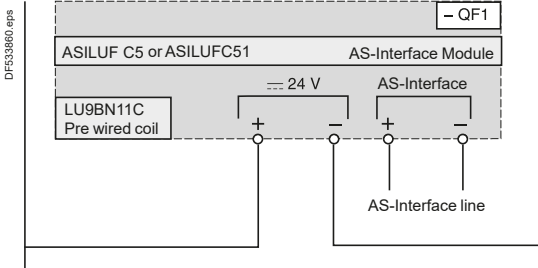 DF533860.eps
– QF1
ASILUF C5 or ASILUFC51 AS-Interface Module
⎓ 24 V AS-Interface
LU9BN11C
Pre wired coil
+ – + –
AS-Interface line